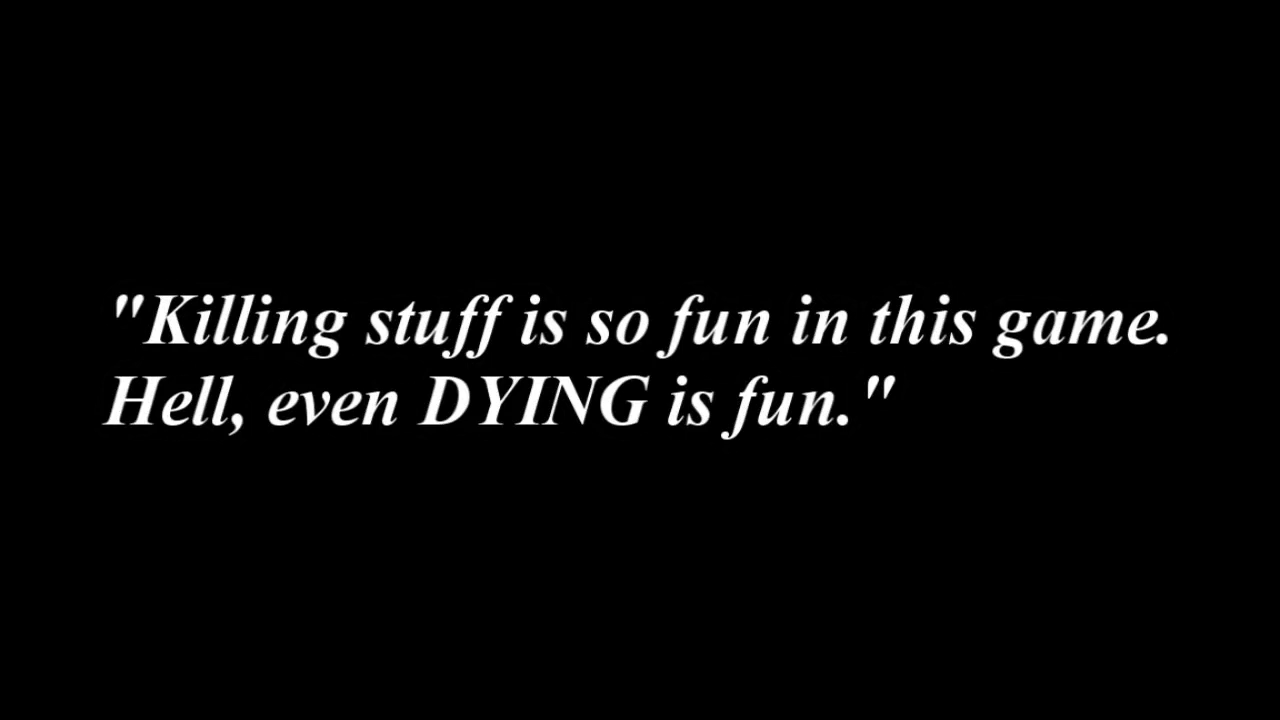 "Killing stuff is so fun in this game.
Hell, even DYING is fun."